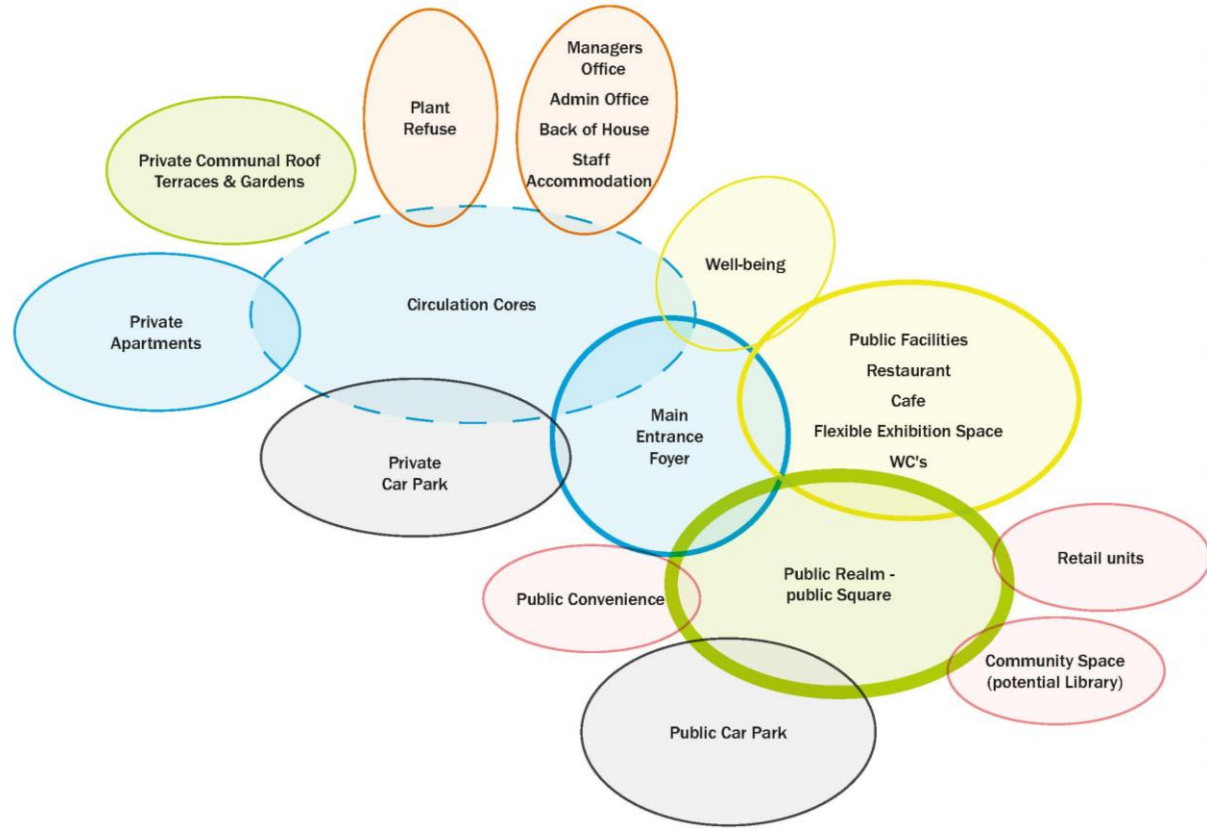 Managers
Office
Admin Office
Back of House
Staff
Accommodation
Plant
Refuse
Private Communal Roof
Terraces & Gardens
Well-being
Circulation Cores
Private
Apartments
Public Facilities
Restaurant
Cafe
Flexible Exhibition Space
WC's
Main
Entrance
Foyer
Private
Car Park
Retail units
Public Realm -
public Square
Public Convenience
Community Space
(potential Library)
Public Car Park